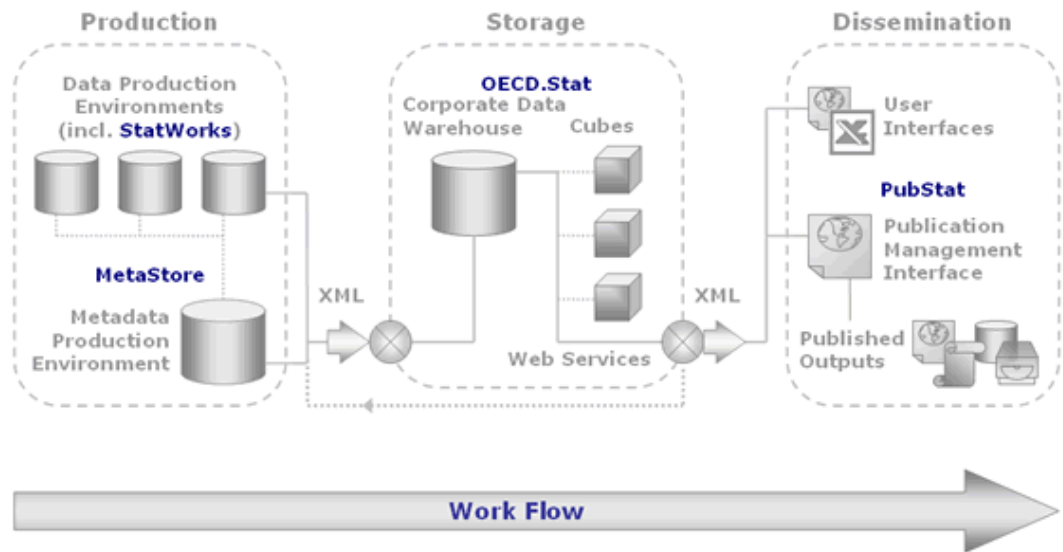 Production
Data Production
Environments
(incl. StatWorks)
MetaStore
Metadata
Production
Environment
XML
Storage
OECD.Stat
Corporate Data
Warehouse
Cubes
Web Services
XML
Dissemination
User
Interfaces
PubStat
Publication
Management
Interface
Published
Outputs
Work Flow